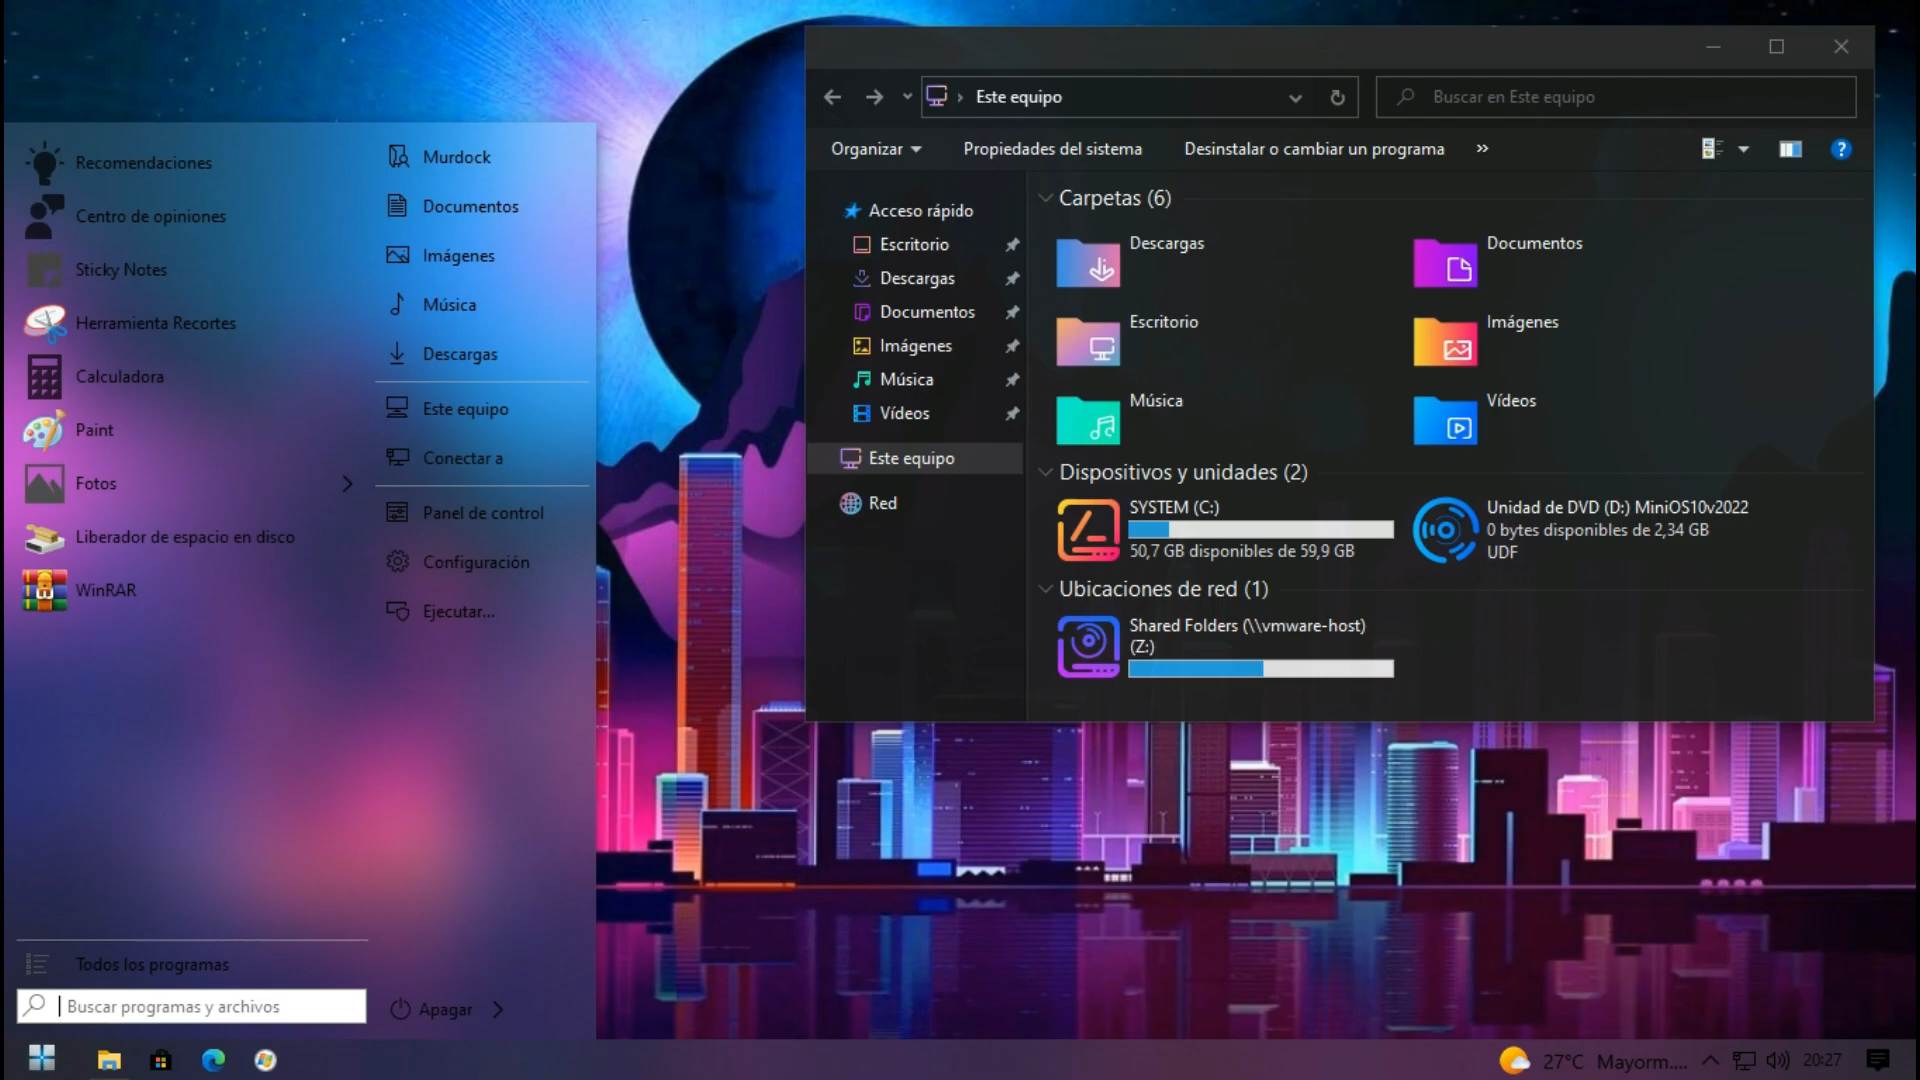 Recomendaciones
Centro de opiniones
Sticky Notes
Herramienta Recortes
Calculadora
Paint
Fotos
Liberador de espacio en disco
WinRAR
Todos los programas
Buscar programas y archivos
Murdock
Documentos
Imágenes
Música
Descargas
Este equipo
Conectar a
Panel de control
Configuración
Ejecutar...
Apagar
Este equipo
Buscar en Este equipo
Organizar
Propiedades del sistema
Desinstalar o cambiar un programa
»
?
Acceso rápido
Escritorio
Descargas
Documentos
Imágenes
Música
Vídeos
Este equipo
Red
Carpetas (6)
Descargas
Documentos
Escritorio
Imágenes
Música
Vídeos
Dispositivos y unidades (2)
SYSTEM (C:)
50,7 GB disponibles de 59,9 GB
Unidad de DVD (D:) MiniOS10v2022
0 bytes disponibles de 2,34 GB
UDF
Ubicaciones de red (1)
Shared Folders (\\vmware-host)
(Z:)
27°C Mayorm....
20:27